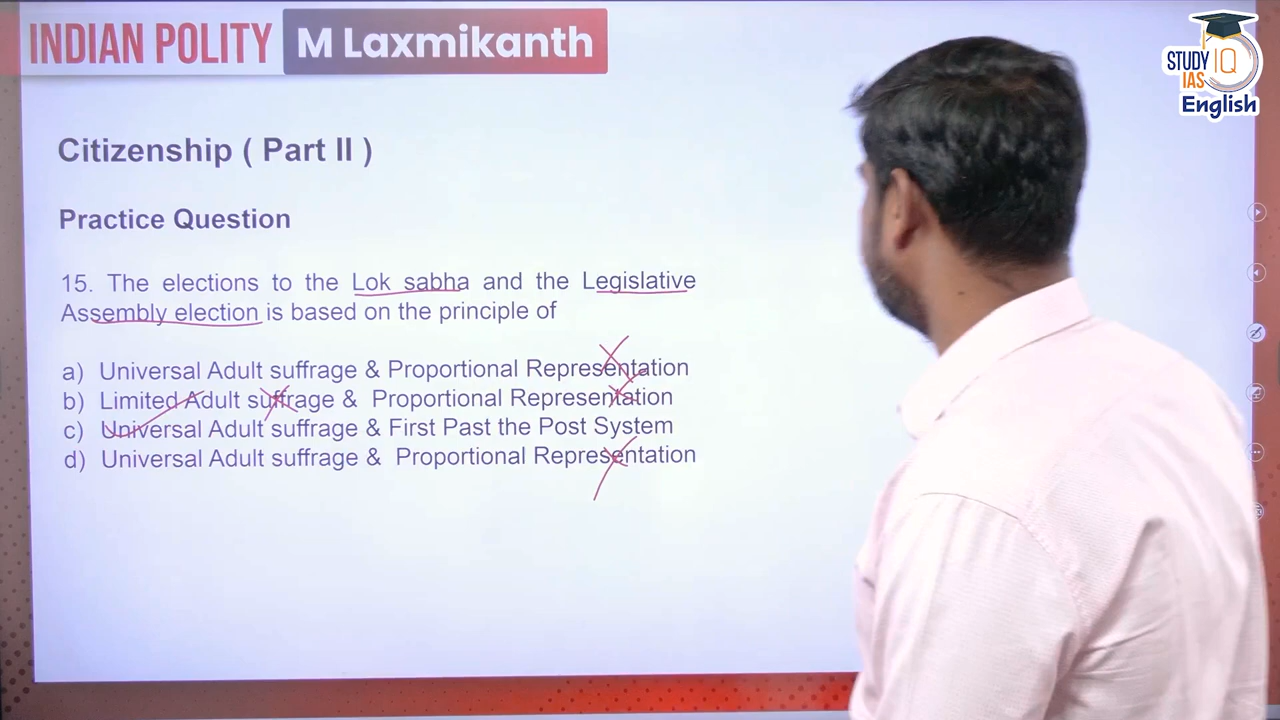 INDIAN POLITY M Laxmikanth
STUDY IQ
IAS
English
Citizenship ( Part II )
Practice Question
15. The elections to the Lok sabha and the Legislative
Assembly election is based on the principle of
a) Universal Adult suffrage & Proportional Representation
b) Limited Adult suffrage & Proportional Representation
c) Universal Adult suffrage & First Past the Post System
d) Universal Adult suffrage & Proportional Representation